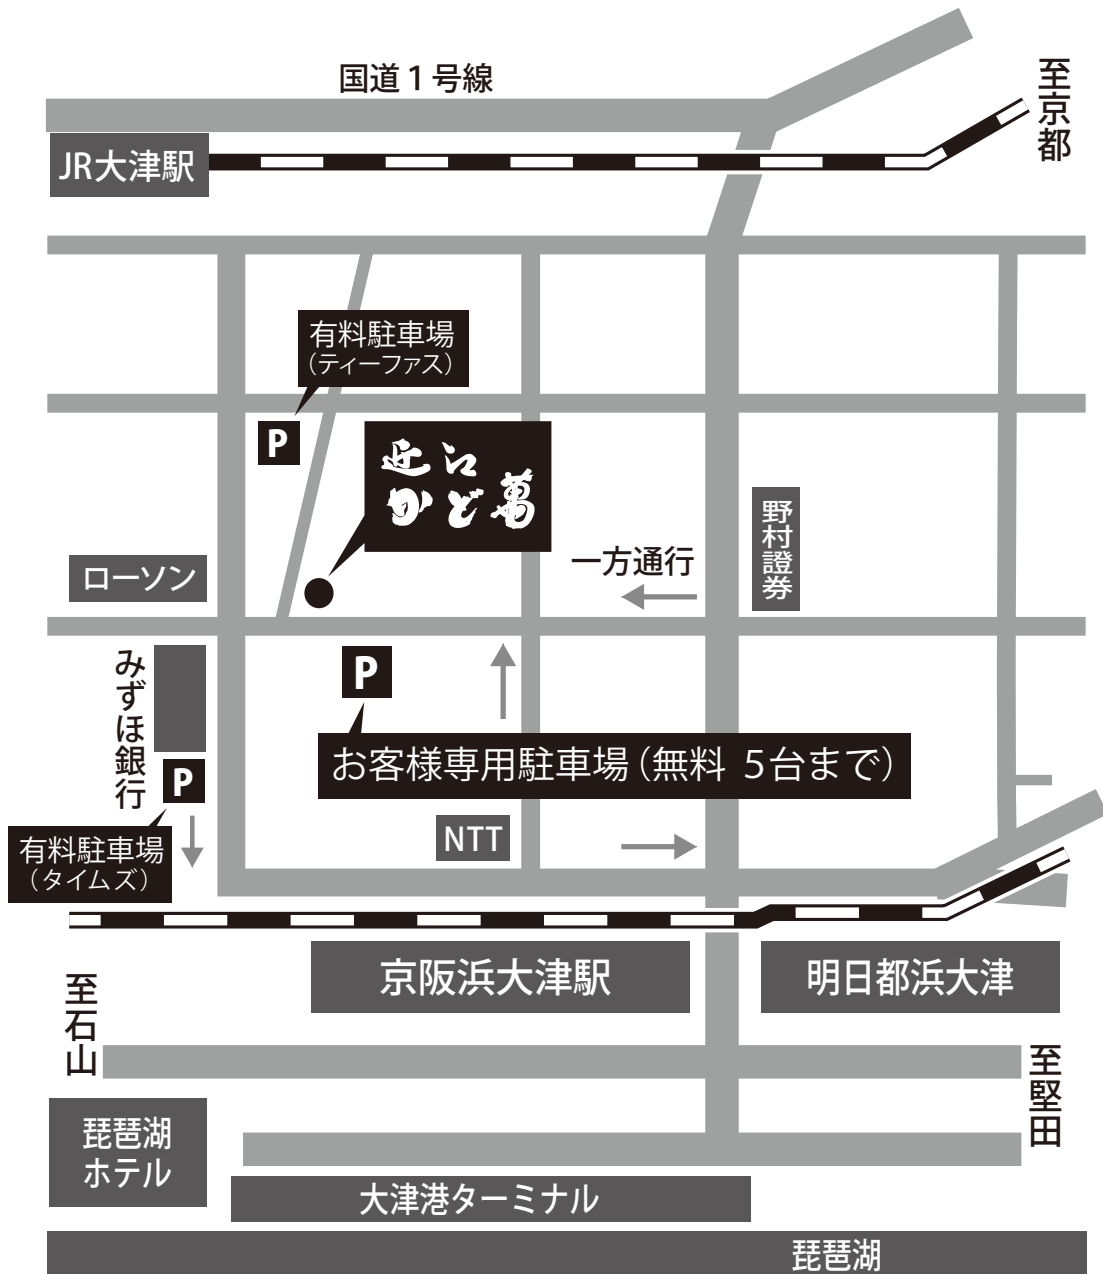 国道1号線
至京都
JR大津駅
有料駐車場
(ティーファス)
P
近江
かど萬
野村證券
一方通行
ローソン
みずほ銀行
P
P
お客様専用駐車場(無料 5台まで)
NTT
有料駐車場
(タイムズ)
京阪浜大津駅
明日都浜大津
至石山
至堅田
琵琶湖
ホテル
大津港ターミナル
琵琶湖